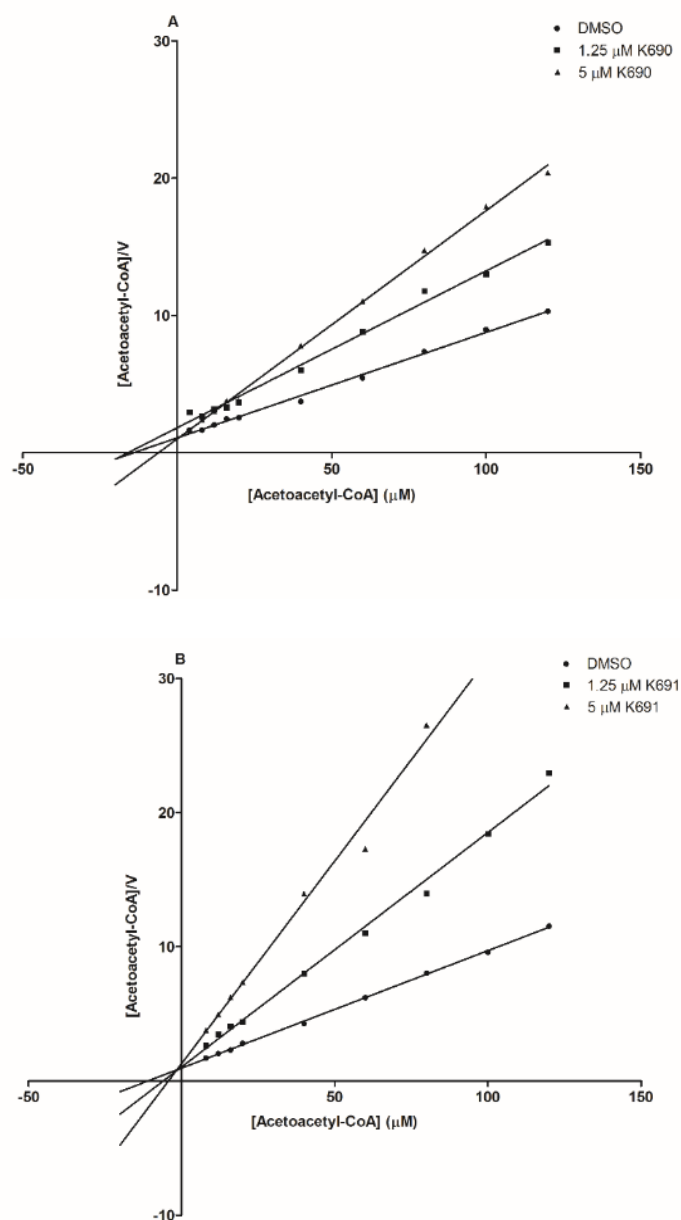 A
DMSO
1.25 μM K690
5 μM K690
30
20
10
-10
-50
50
100
150
[Acetoacetyl-CoA]/V
[Acetoacetyl-CoA] (μM)
B
DMSO
1.25 μM K691
5 μM K691
30
20
10
-10
-50
50
100
150
[Acetoacetyl-CoA]/V
[Acetoacetyl-CoA] (μM)